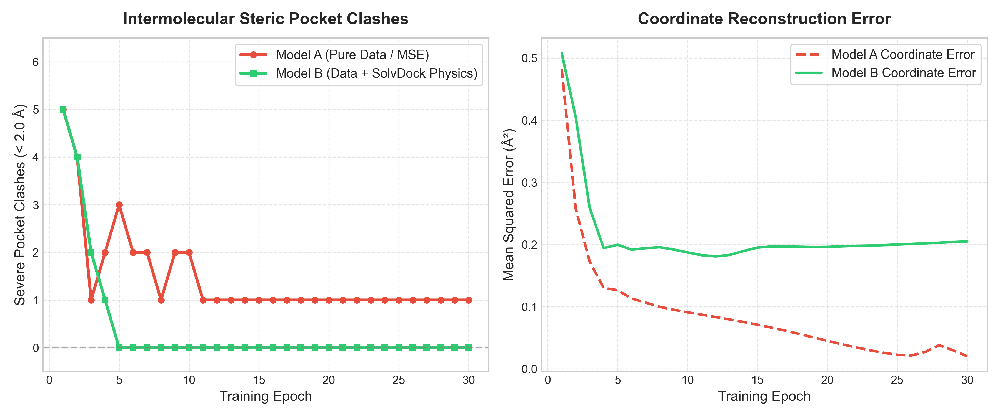 Intermolecular Steric Pocket Clashes
Severe Pocket Clashes (< 2.0 Å)
6
5
4
3
2
1
0
Model A (Pure Data / MSE)
Model B (Data + SolvDock Physics)
0 5 10 15 20 25 30
Training Epoch
Coordinate Reconstruction Error
Mean Squared Error (Å²)
0.5
0.4
0.3
0.2
0.1
0.0
Model A Coordinate Error
Model B Coordinate Error
0 5 10 15 20 25 30
Training Epoch